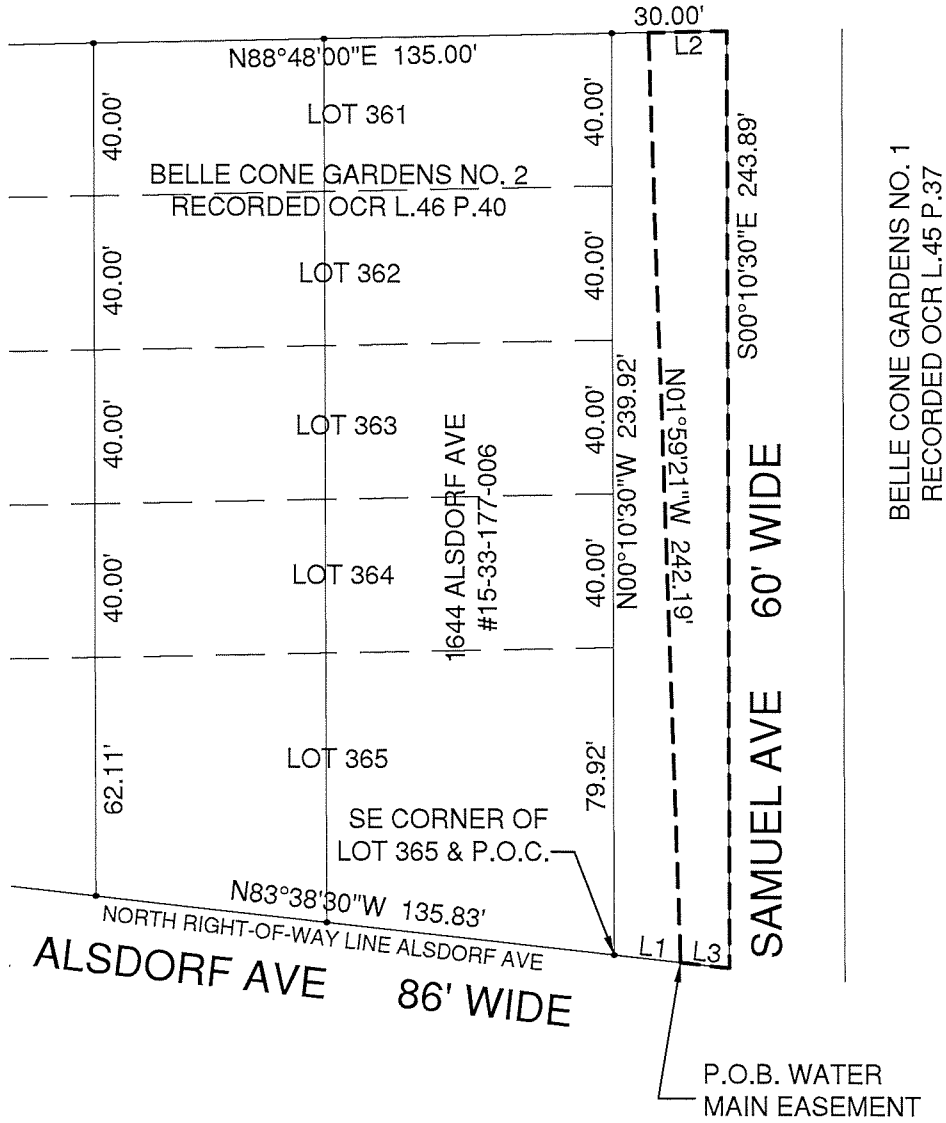 30.00'
L2
N88°48'00"E 135.00'
LOT 361
40.00'
40.00'
BELLE CONE GARDENS NO. 2
RECORDED OCR L.46 P.40
S00°10'30"E 243.89'
BELLE CONE GARDENS NO. 1
RECORDED OCR L.45 P.37
LOT 362
40.00'
40.00'
LOT 363
40.00'
40.00'
1644 ALSDORF AVE
#15-33-177-006
N00°10'30"W 239.92'
N01°59'21"W 242.19'
LOT 364
40.00'
40.00'
SAMUEL AVE 60' WIDE
LOT 365
62.11'
79.92'
SE CORNER OF
LOT 365 & P.O.C.
N83°38'30"W 135.83'
NORTH RIGHT-OF-WAY LINE ALSDORF AVE
L1
L3
ALSDORF AVE 86' WIDE
P.O.B. WATER
MAIN EASEMENT